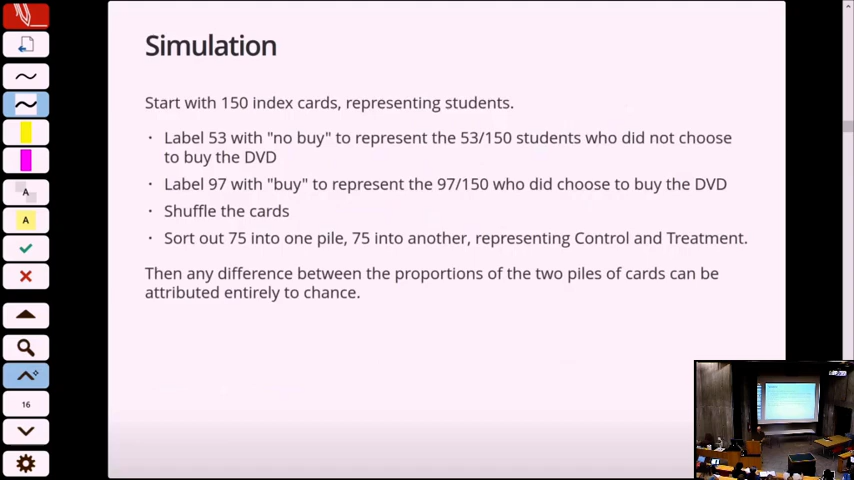 Simulation
Start with 150 index cards, representing students.
· Label 53 with "no buy" to represent the 53/150 students who did not choose
to buy the DVD
· Label 97 with "buy" to represent the 97/150 who did choose to buy the DVD
· Shuffle the cards
· Sort out 75 into one pile, 75 into another, representing Control and Treatment.
Then any difference between the proportions of the two piles of cards can be
attributed entirely to chance.
A
A
16